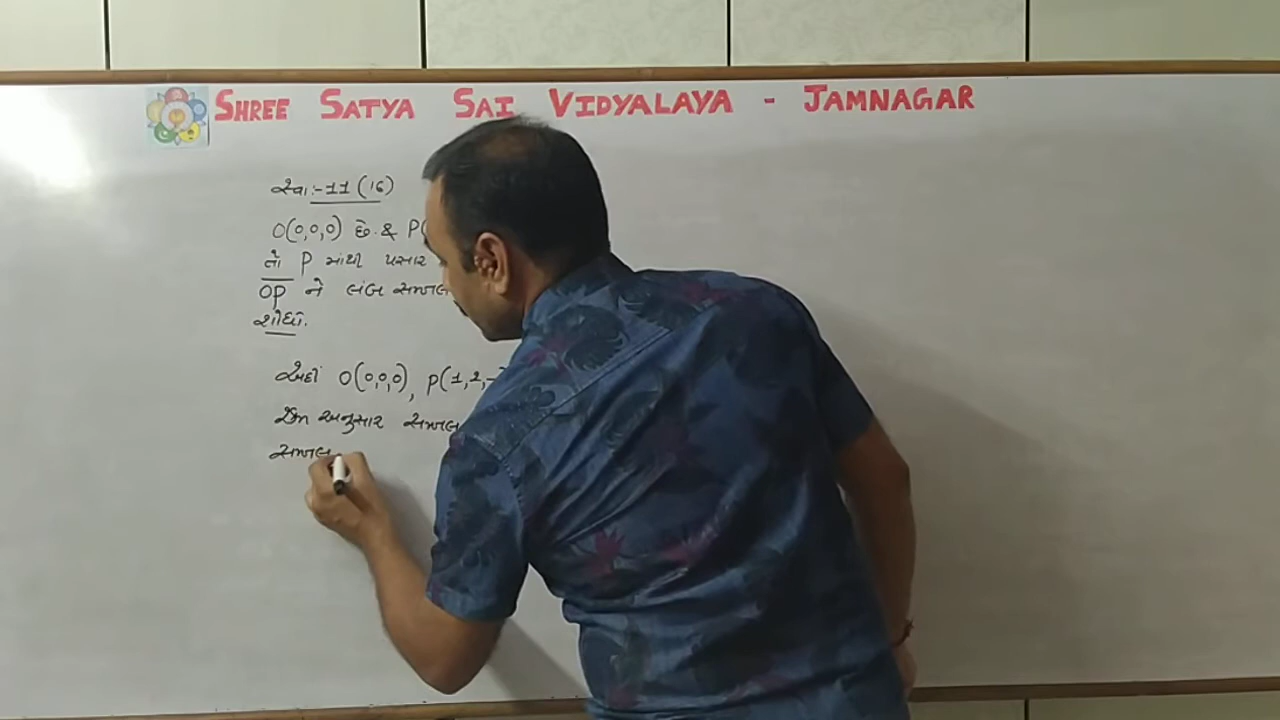 SHREE SATYA SAI VIDYALAYA - JAMNAGAR
સ્વા:-11 (16)
O(0,0,0) છે. & P(
તો P માંથી પસાર
OP ને લંબ સમતલ
શોધો.
અહીં O(0,0,0), P(1,2,-
અનુસાર સમતલ
સમતલ